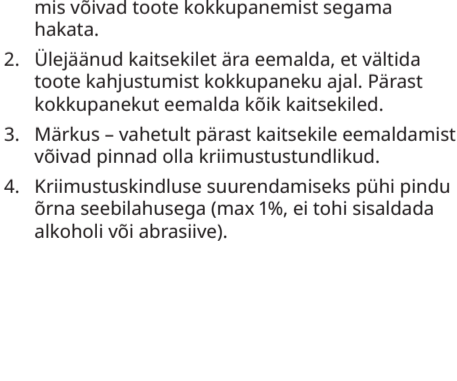 mis võivad toote kokkupanemist segama
hakata.
2. Ülejäänud kaitsekilet ära eemalda, et vältida
toote kahjustumist kokkupaneku ajal. Pärast
kokkupanekut eemalda kõik kaitsekiled.
3. Märkus – vahetult pärast kaitsekile eemaldamist
võivad pinnad olla kriimustustundlikud.
4. Kriimustuskindluse suurendamiseks pühi pindu
õrna seebilahusega (max 1%, ei tohi sisaldada
alkoholi või abrasiive).